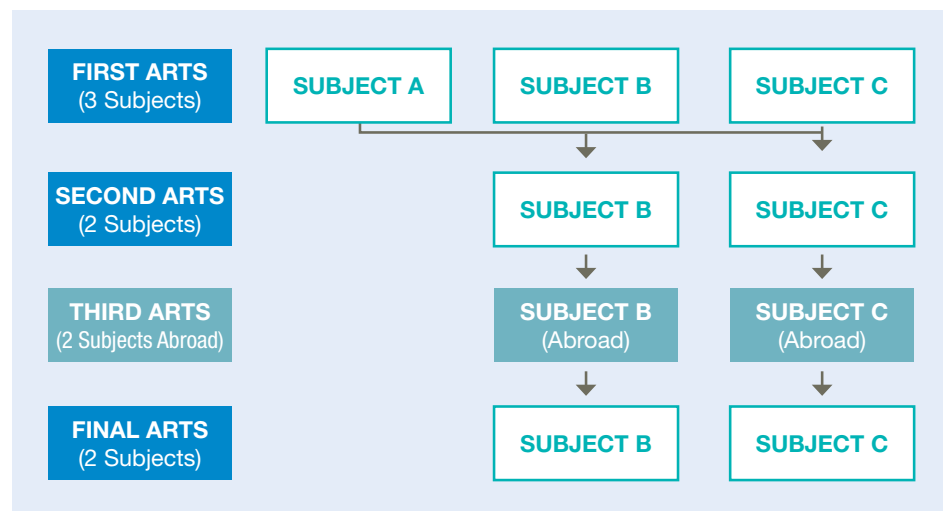 FIRST ARTS
(3 Subjects)
SUBJECT A
SUBJECT B
SUBJECT C
SECOND ARTS
(2 Subjects)
SUBJECT B
SUBJECT C
THIRD ARTS
(2 Subjects Abroad)
SUBJECT B
(Abroad)
SUBJECT C
(Abroad)
FINAL ARTS
(2 Subjects)
SUBJECT B
SUBJECT C